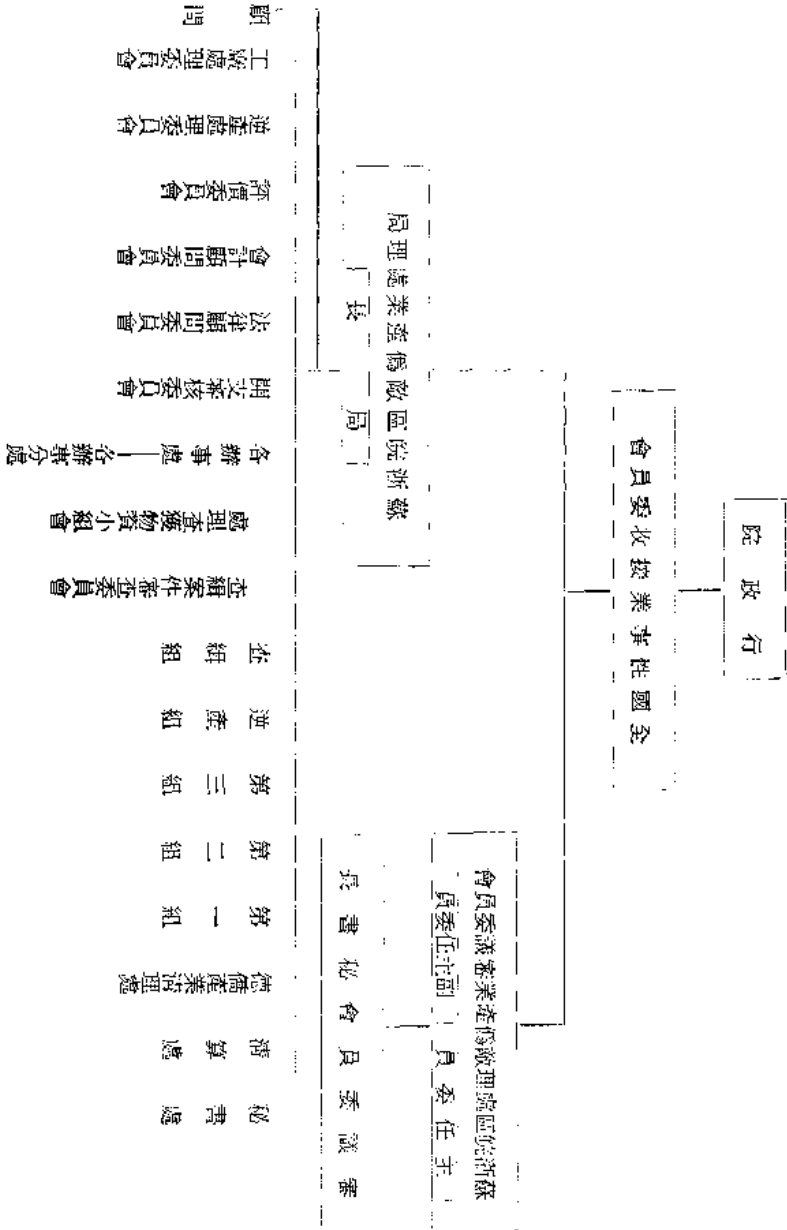 行政院
全國性事業接收委員會
蘇浙皖區處理敵偽產業審議委員會
主任委員
副主任委員
審議委員會秘書長
蘇浙皖區敵偽產業處理局
局長
秘書處
清算處
德僑產業清理處
第一組
第二組
第三組
逆產組
查緝組
查緝案件審查委員會
處理查獲物資小組會
各辦事處——各辦事分處
開支審核委員會
法律顧問委員會
會計顧問委員會
評價委員會
逆產處理委員會
工廠處理委員會
顧問